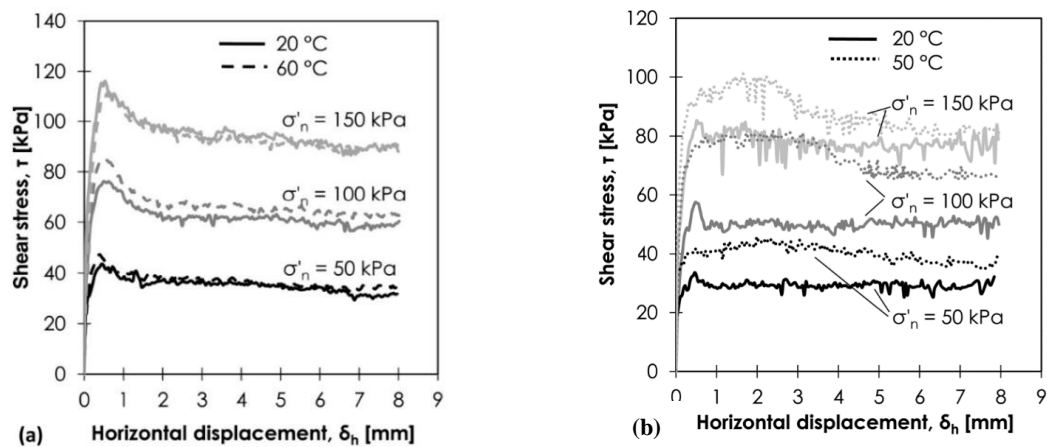 140
120
100
80
60
40
20
0
Shear stress, τ [kPa]
20 °C
60 °C
σ'n = 150 kPa
σ'n = 100 kPa
σ'n = 50 kPa
0 1 2 3 4 5 6 7 8 9
(a) Horizontal displacement, δh [mm]
120
100
80
60
40
20
0
Shear stress, τ [kPa]
20 °C
50 °C
σ'n = 150 kPa
σ'n = 100 kPa
σ'n = 50 kPa
0 1 2 3 4 5 6 7 8 9
(b) Horizontal displacement, δh [mm]